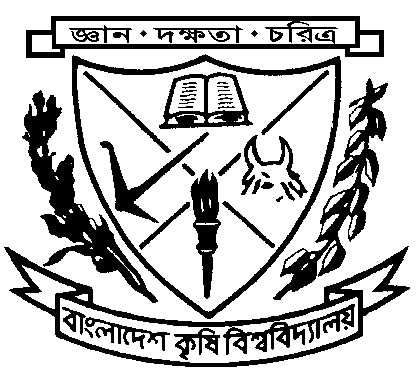 জ্ঞান · দক্ষতা · চরিত্র
বাংলাদেশ কৃষি বিশ্ববিদ্যালয়